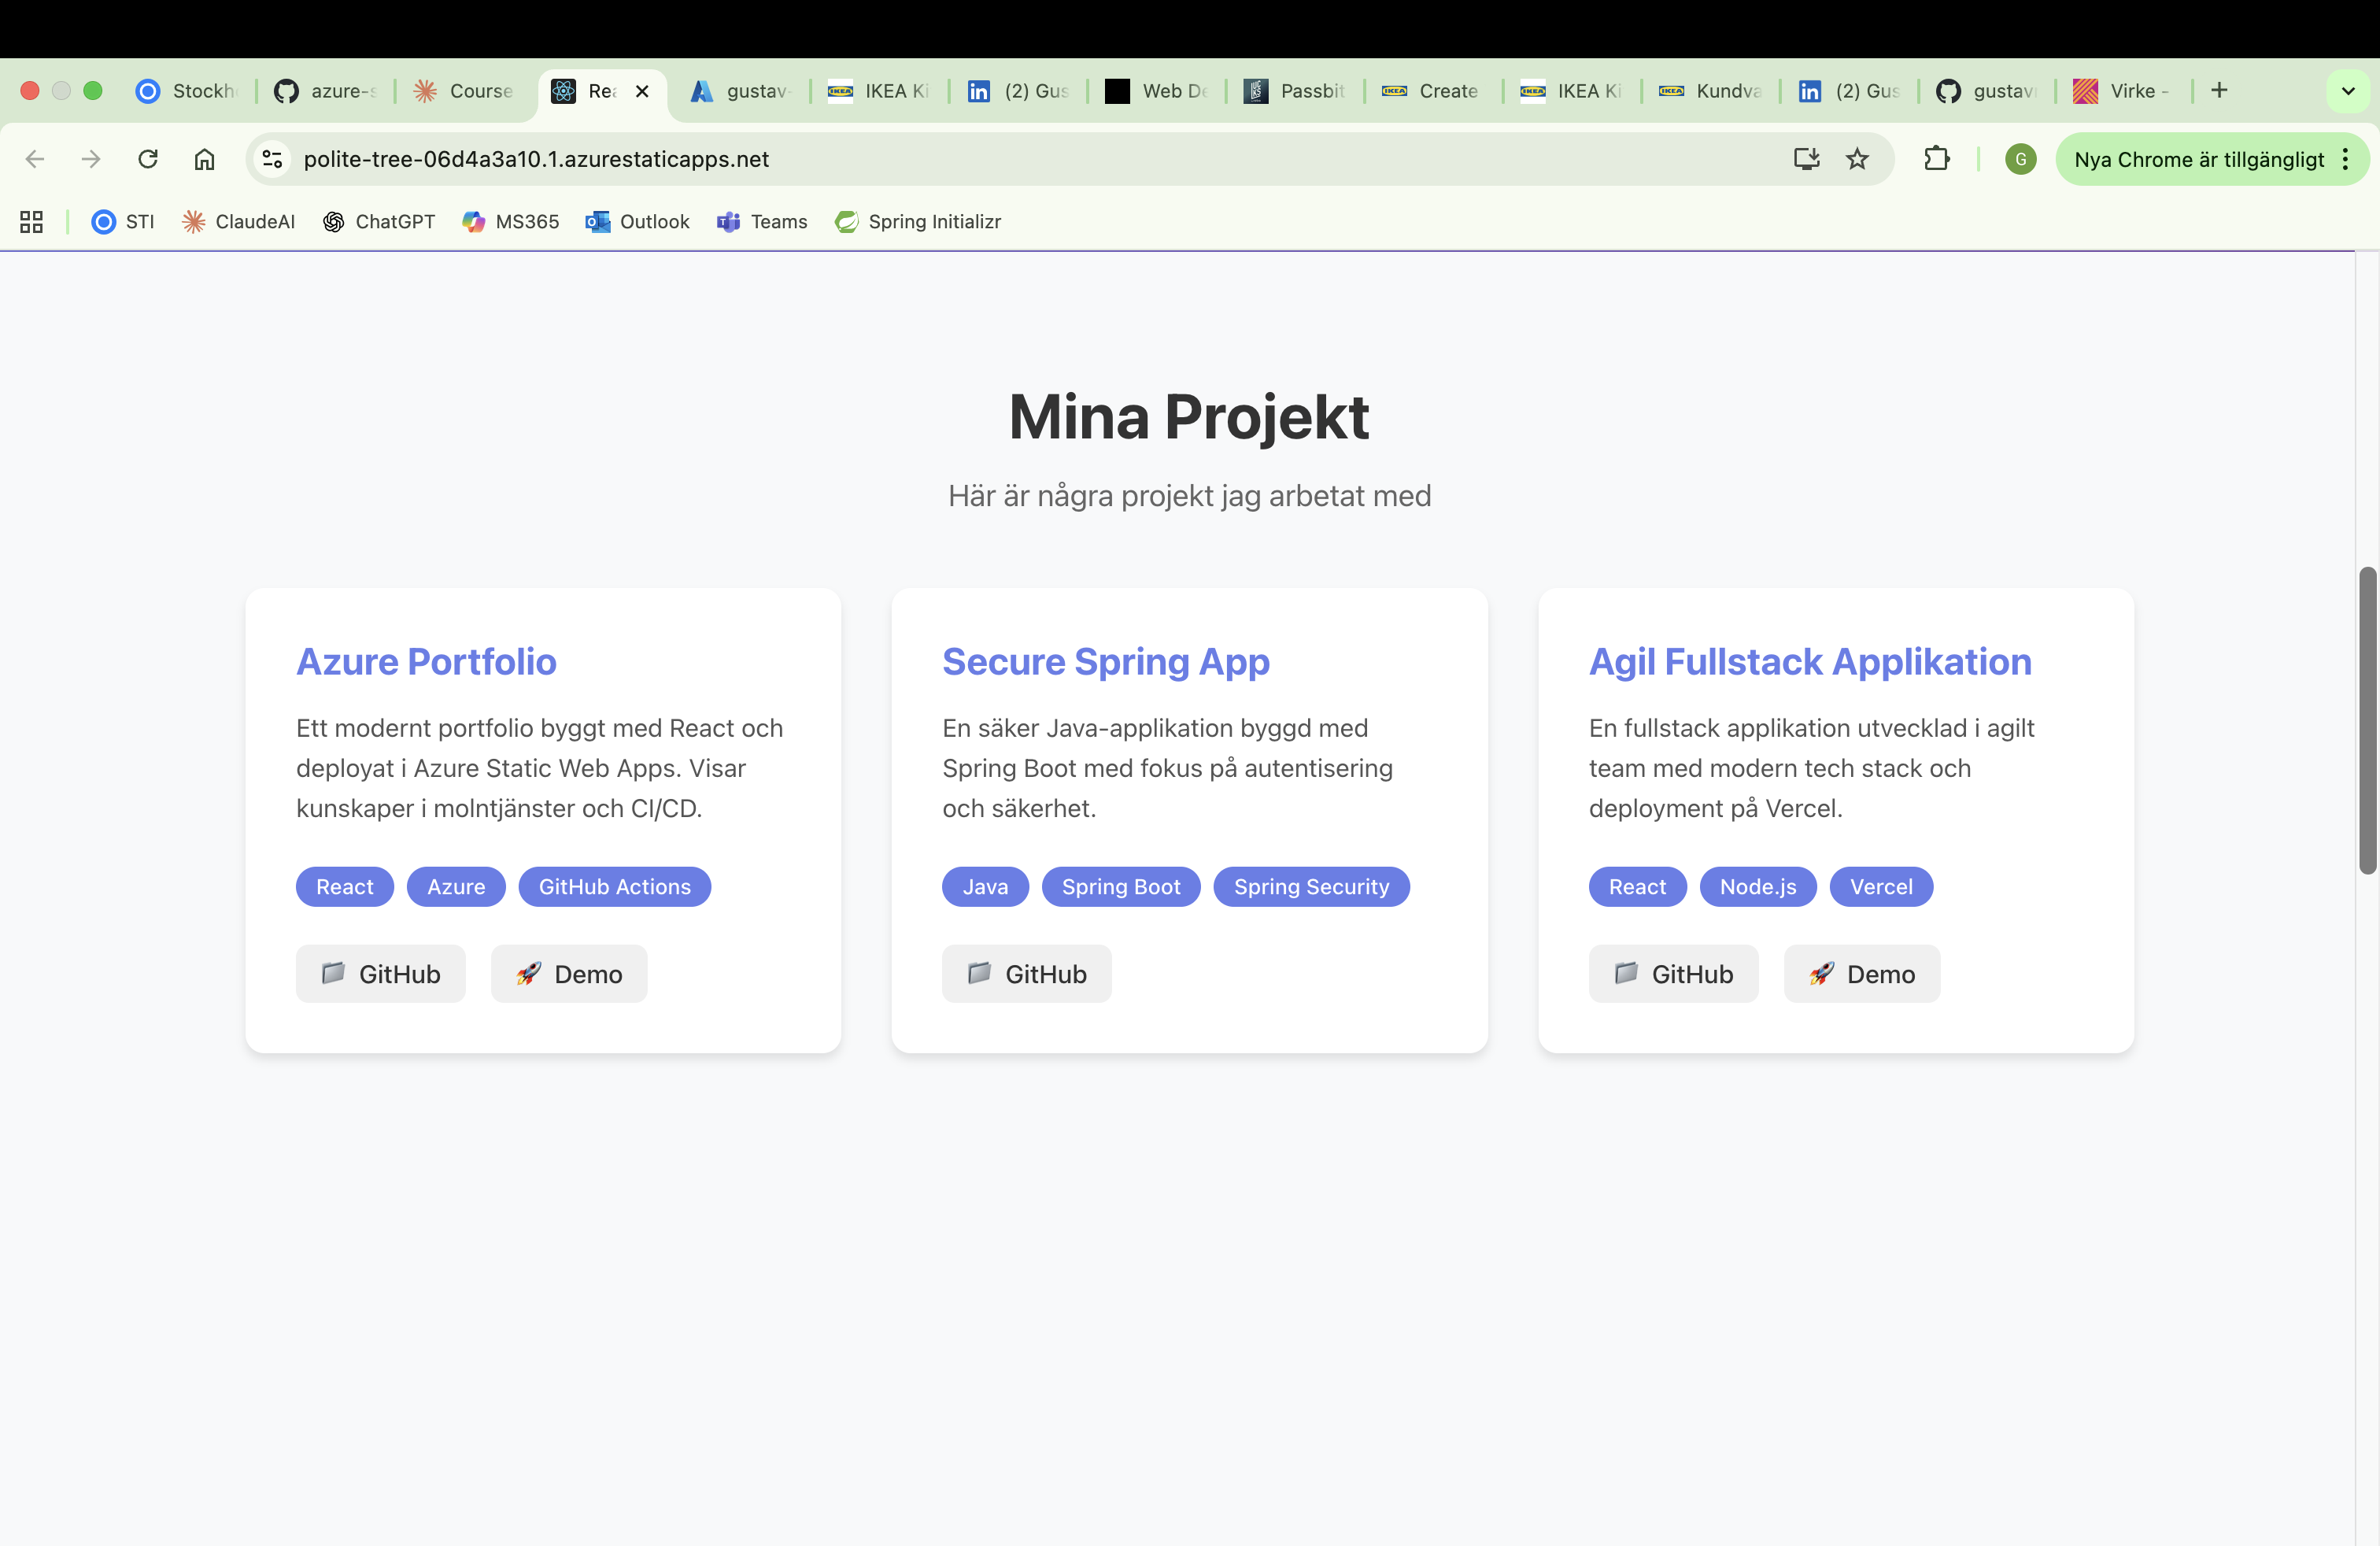 Stockh
azure-s
Course
Rea
gustav-
IKEA Ki
(2) Gus
Web De
Passbit
Create
IKEA Ki
Kundva
(2) Gus
gustavr
Virke -
polite-tree-06d4a3a10.1.azurestaticapps.net
G
Nya Chrome är tillgängligt
STI
ClaudeAI
ChatGPT
MS365
Outlook
Teams
Spring Initializr
Mina Projekt
Här är några projekt jag arbetat med
Azure Portfolio
Ett modernt portfolio byggt med React och
deployat i Azure Static Web Apps. Visar
kunskaper i molntjänster och CI/CD.
React
Azure
GitHub Actions
GitHub
Demo
Secure Spring App
En säker Java-applikation byggd med
Spring Boot med fokus på autentisering
och säkerhet.
Java
Spring Boot
Spring Security
GitHub
Agil Fullstack Applikation
En fullstack applikation utvecklad i agilt
team med modern tech stack och
deployment på Vercel.
React
Node.js
Vercel
GitHub
Demo